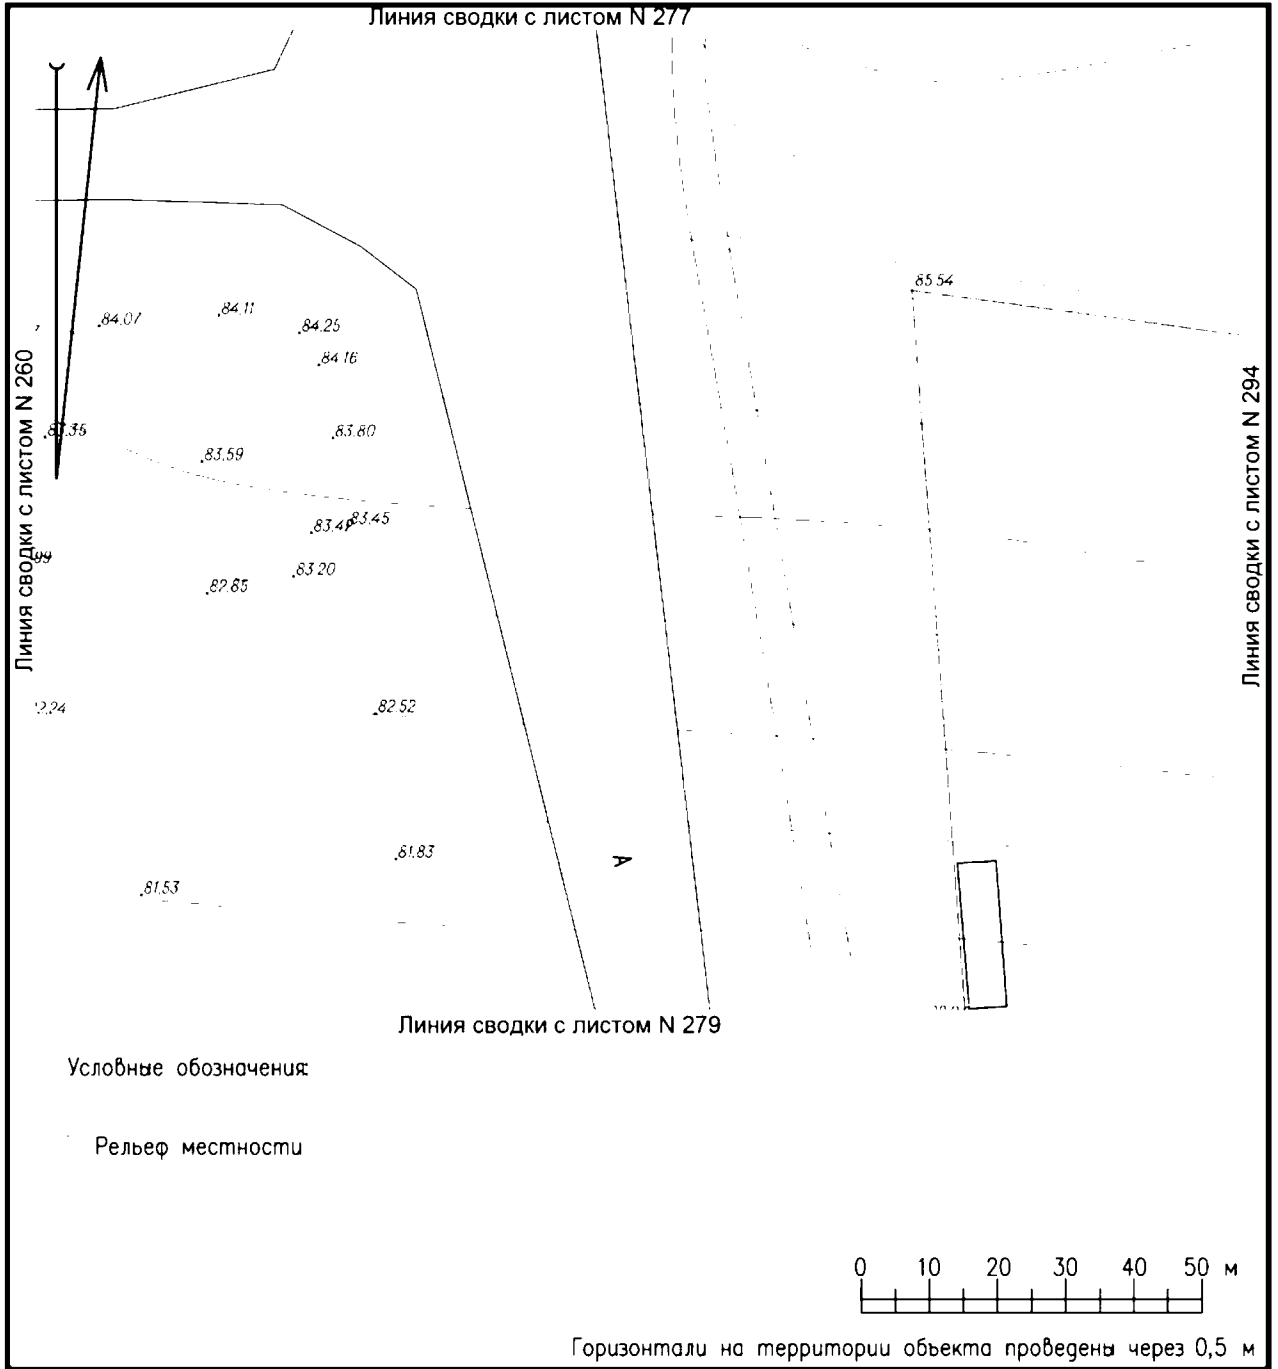 Линия сводки с листом N 277
85.54
84.11
84.07
84.25
84.16
Линия сводки с листом N 260
Линия сводки с листом N 294
83.80
83.59
83.45
83.20
82.85
2.24
82.52
81.83
А
81.53
Линия сводки с листом N 279
Условные обозначения:
Рельеф местности
0 10 20 30 40 50 м
Горизонтали на территории объекта проведены через 0,5 м